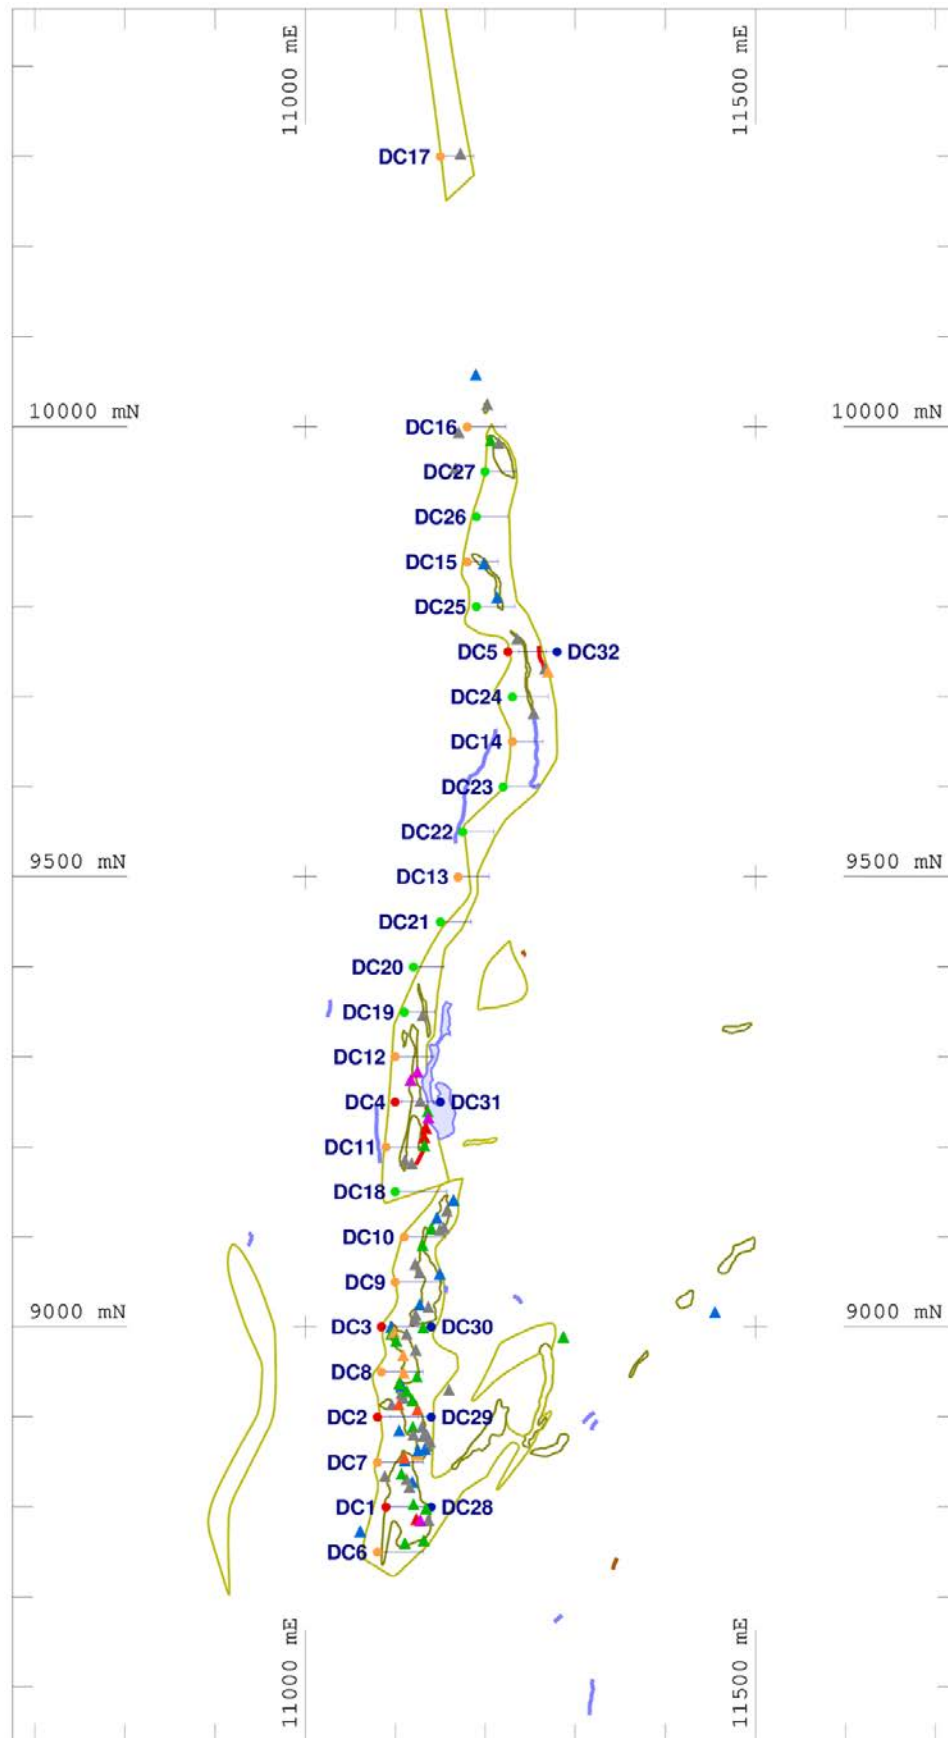 11000 mE
11500 mE
DC17
10000 mN
10000 mN
DC16
DC27
DC26
DC15
DC25
DC5
DC32
DC24
DC14
DC23
DC22
9500 mN
9500 mN
DC13
DC21
DC20
DC19
DC12
DC4
DC31
DC11
DC18
DC10
DC9
9000 mN
9000 mN
DC3
DC30
DC8
DC2
DC29
DC7
DC1
DC28
DC6
11000 mE
11500 mE